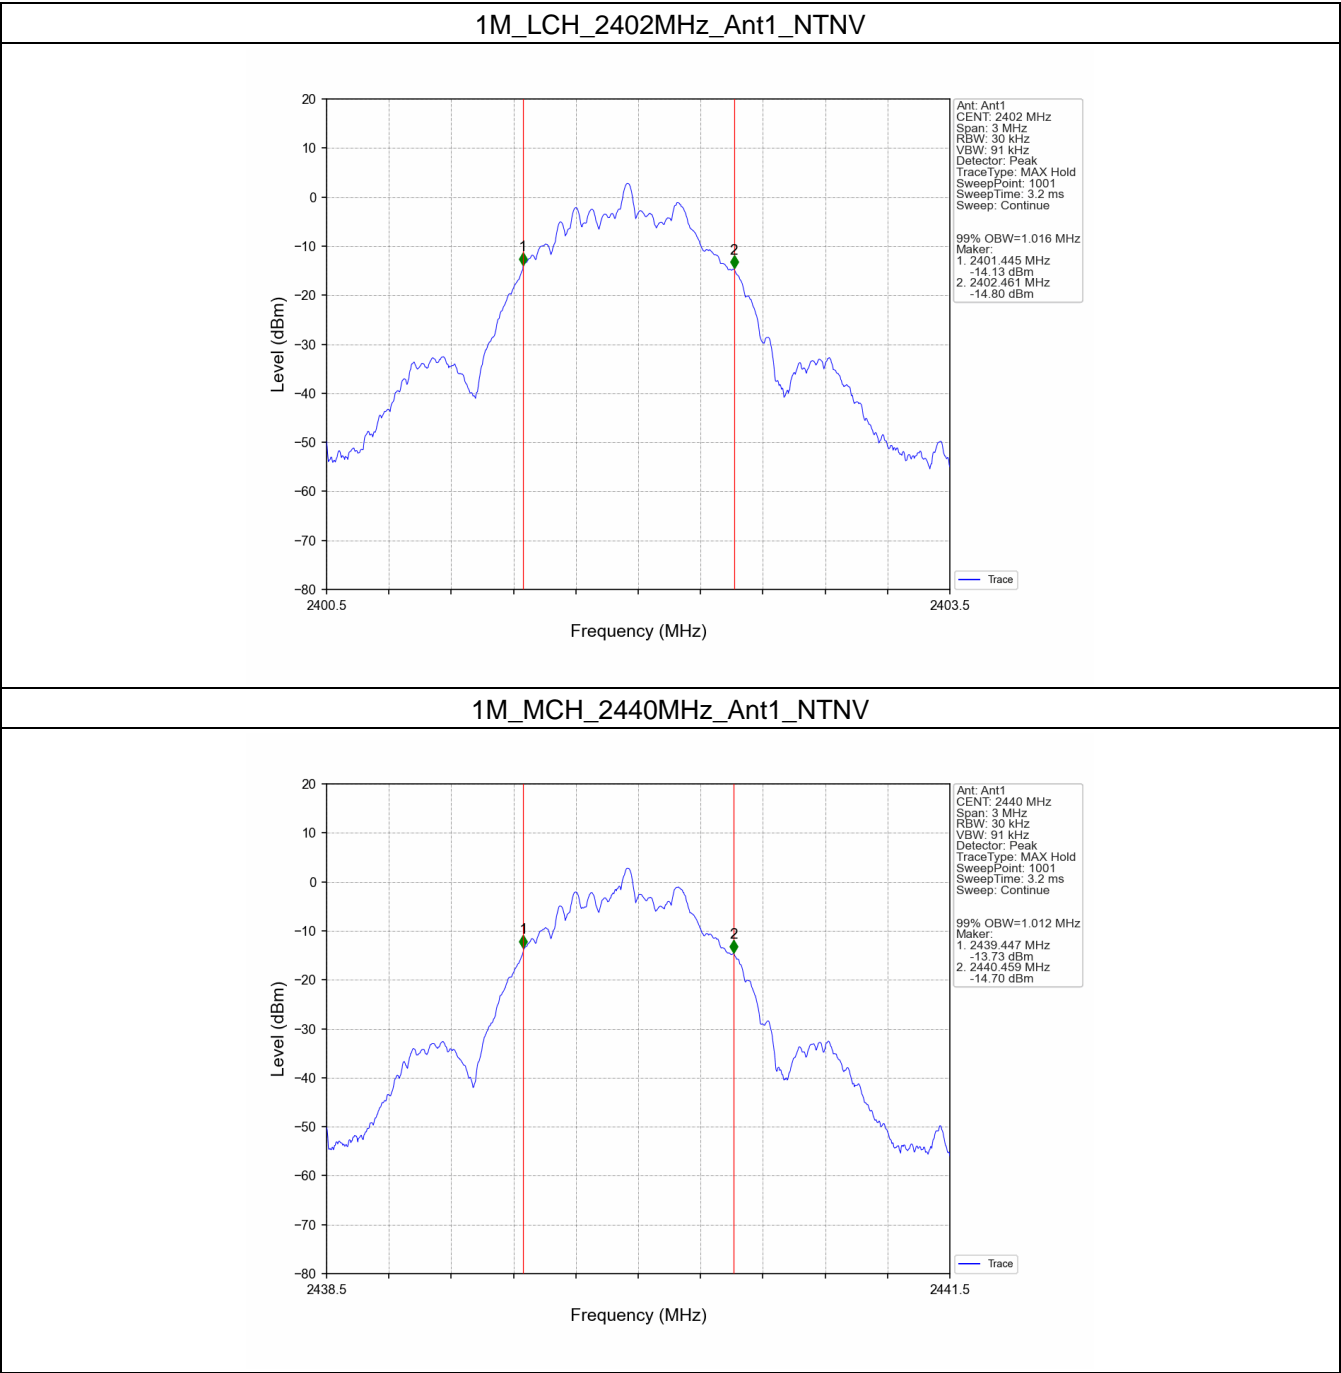 1M_LCH_2402MHz_Ant1_NTNV
20
10
0
−10
−20
−30
−40
−50
−60
−70
−80
Level (dBm)
1
2
2400.5
2403.5
Frequency (MHz)
Ant: Ant1
CENT: 2402 MHz
Span: 3 MHz
RBW: 30 kHz
VBW: 91 kHz
Detector: Peak
TraceType: MAX Hold
SweepPoint: 1001
SweepTime: 3.2 ms
Sweep: Continue
99% OBW=1.016 MHz
Maker:
1. 2401.445 MHz
-14.13 dBm
2. 2402.461 MHz
-14.80 dBm
Trace
1M_MCH_2440MHz_Ant1_NTNV
20
10
0
−10
−20
−30
−40
−50
−60
−70
−80
Level (dBm)
1
2
2438.5
2441.5
Frequency (MHz)
Ant: Ant1
CENT: 2440 MHz
Span: 3 MHz
RBW: 30 kHz
VBW: 91 kHz
Detector: Peak
TraceType: MAX Hold
SweepPoint: 1001
SweepTime: 3.2 ms
Sweep: Continue
99% OBW=1.012 MHz
Maker:
1. 2439.447 MHz
-13.73 dBm
2. 2440.459 MHz
-14.70 dBm
Trace